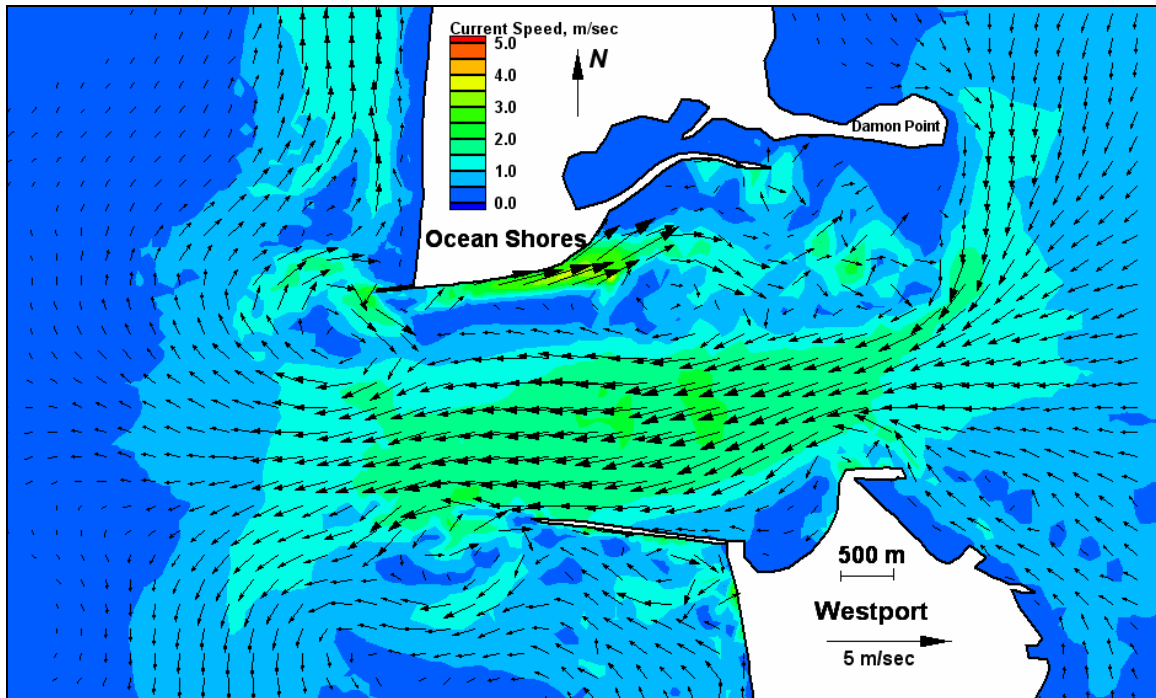 Current Speed, m/sec
5.0
4.0
3.0
2.0
1.0
0.0
N
Damon Point
Ocean Shores
500 m
Westport
5 m/sec